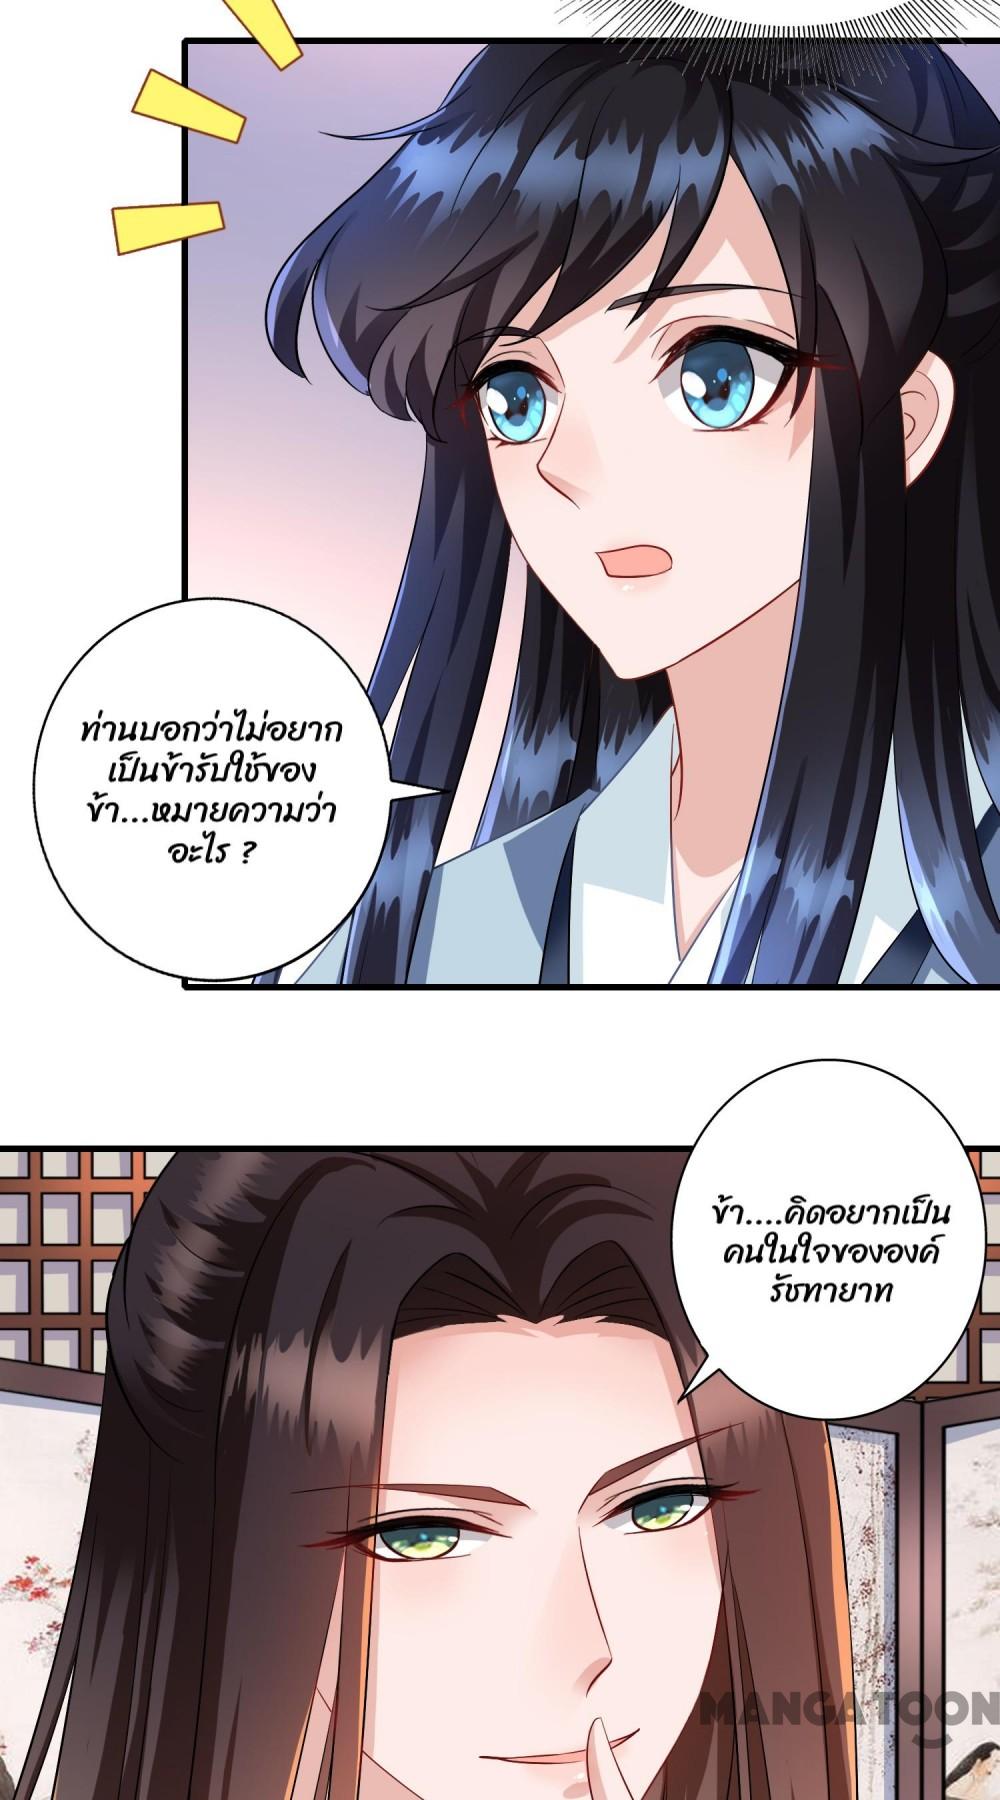 ท่านบอกว่าไม่อยาก
เป็นข้ารับใช้ของ
ข้า...หมายความว่า
อะไร ?
ข้า....คิดอยากเป็น
คนในใจขององค์
รัชทายาท
MANGATOON